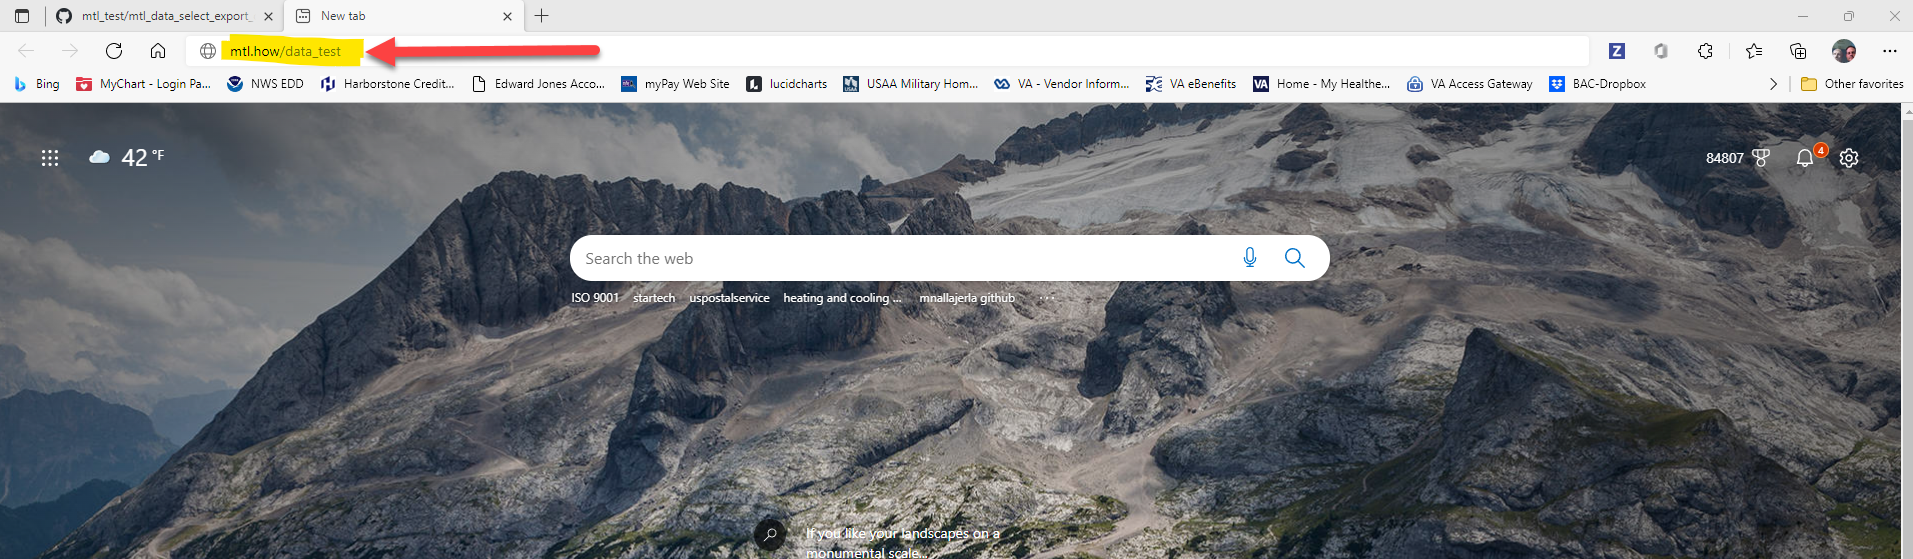 mtl_test/mtl_data_select_export_
New tab
mtl.how/data_test
Bing MyChart - Login Pa... NWS EDD Harborstone Credit... Edward Jones Acco... myPay Web Site lucidcharts USAA Military Hom... VA - Vendor Inform... VA eBenefits Home - My Healthe... VA Access Gateway BAC-Dropbox Other favorites
42 °F
84807
4
Search the web
ISO 9001 startech uspostalservice heating and cooling ... mnallajerla github ...
If you like your landscapes on a
monumental scale...